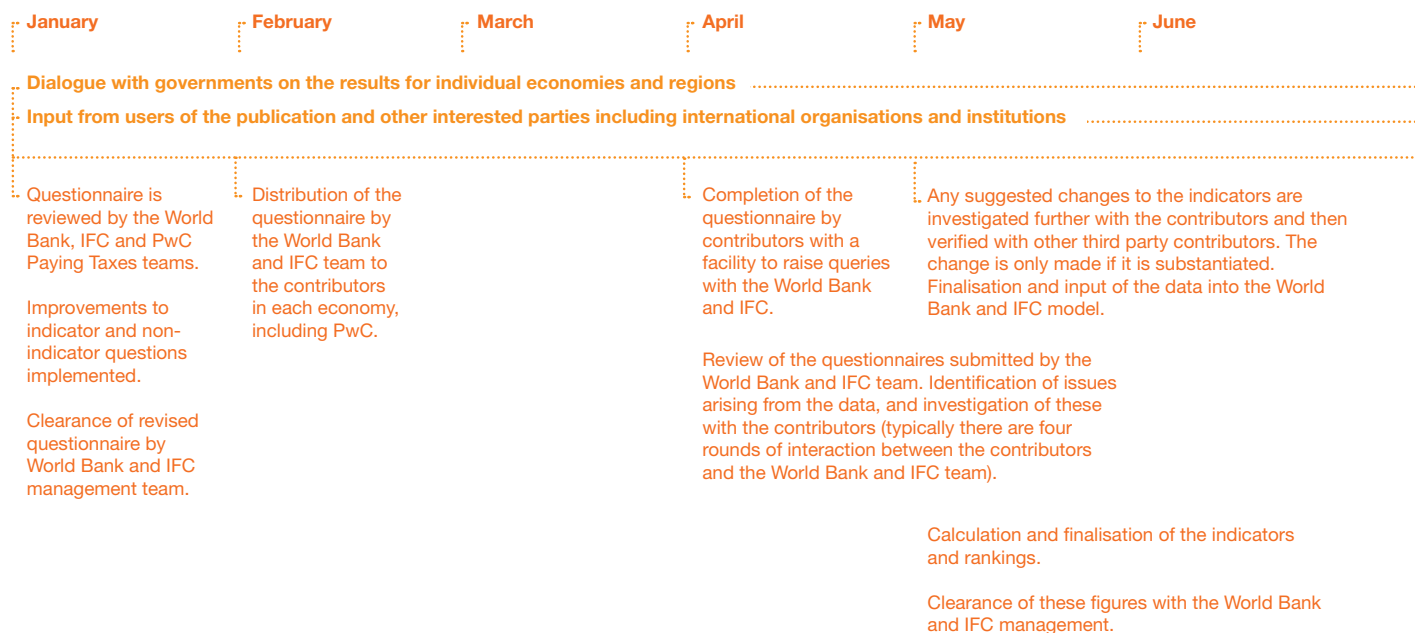 January
February
March
April
May
June
Dialogue with governments on the results for individual economies and regions
Input from users of the publication and other interested parties including international organisations and institutions
Questionnaire is
reviewed by the World
Bank, IFC and PwC
Paying Taxes teams.
Improvements to
indicator and non-
indicator questions
implemented.
Clearance of revised
questionnaire by
World Bank and IFC
management team.
Distribution of the
questionnaire by
the World Bank
and IFC team to
the contributors
in each economy,
including PwC.
Completion of the
questionnaire by
contributors with a
facility to raise queries
with the World Bank
and IFC.
Review of the questionnaires submitted by the
World Bank and IFC team. Identification of issues
arising from the data, and investigation of these
with the contributors (typically there are four
rounds of interaction between the contributors
and the World Bank and IFC team).
Any suggested changes to the indicators are
investigated further with the contributors and then
verified with other third party contributors. The
change is only made if it is substantiated.
Finalisation and input of the data into the World
Bank and IFC model.
Calculation and finalisation of the indicators
and rankings.
Clearance of these figures with the World Bank
and IFC management.